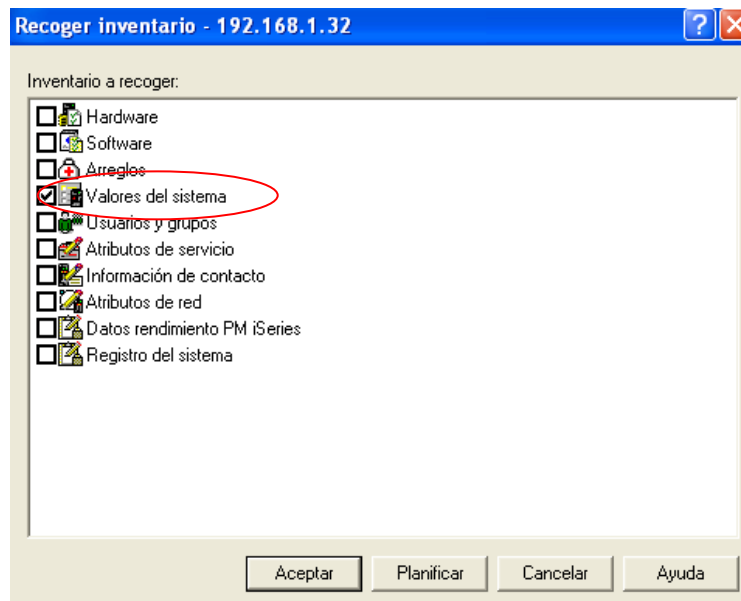 Recoger inventario - 192.168.1.32
Inventario a recoger:
Hardware
Software
Arreglos
Valores del sistema
Usuarios y grupos
Atributos de servicio
Información de contacto
Atributos de red
Datos rendimiento PM iSeries
Registro del sistema
Aceptar Planificar Cancelar Ayuda